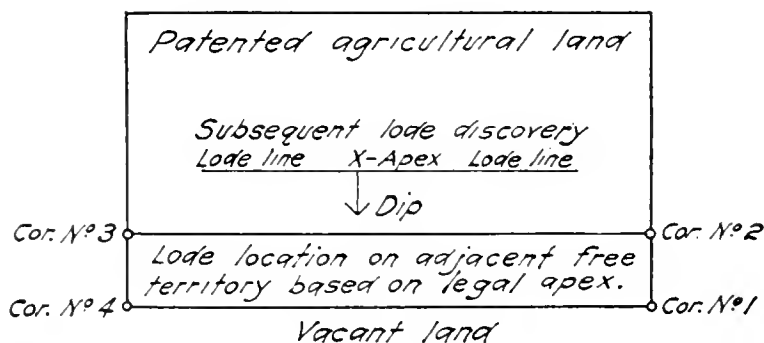 Patented agricultural land
Subsequent lode discovery
Lode line X-Apex Lode line
Dip
Cor. Nº 3
Cor. Nº 2
Lode location on adjacent free
territory based on legal apex.
Cor. Nº 4
Cor. Nº 1
Vacant land